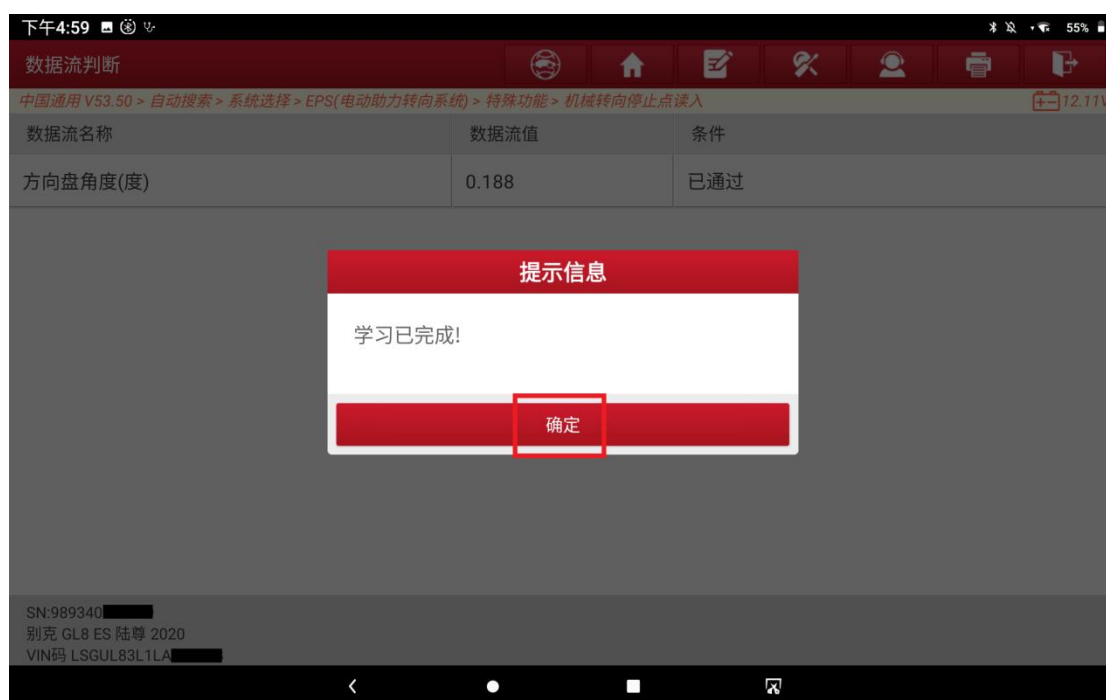 下午4:59 55%
数据流判断
中国通用 V53.50 > 自动搜索 > 系统选择 > EPS(电动助力转向系统) > 特殊功能 > 机械转向停止点读入 12.11V
数据流名称 数据流值 条件
方向盘角度(度) 0.188 已通过
提示信息
学习已完成!
确定
SN:989340
别克 GL8 ES 陆尊 2020
VIN码 LSGUL83L1LA